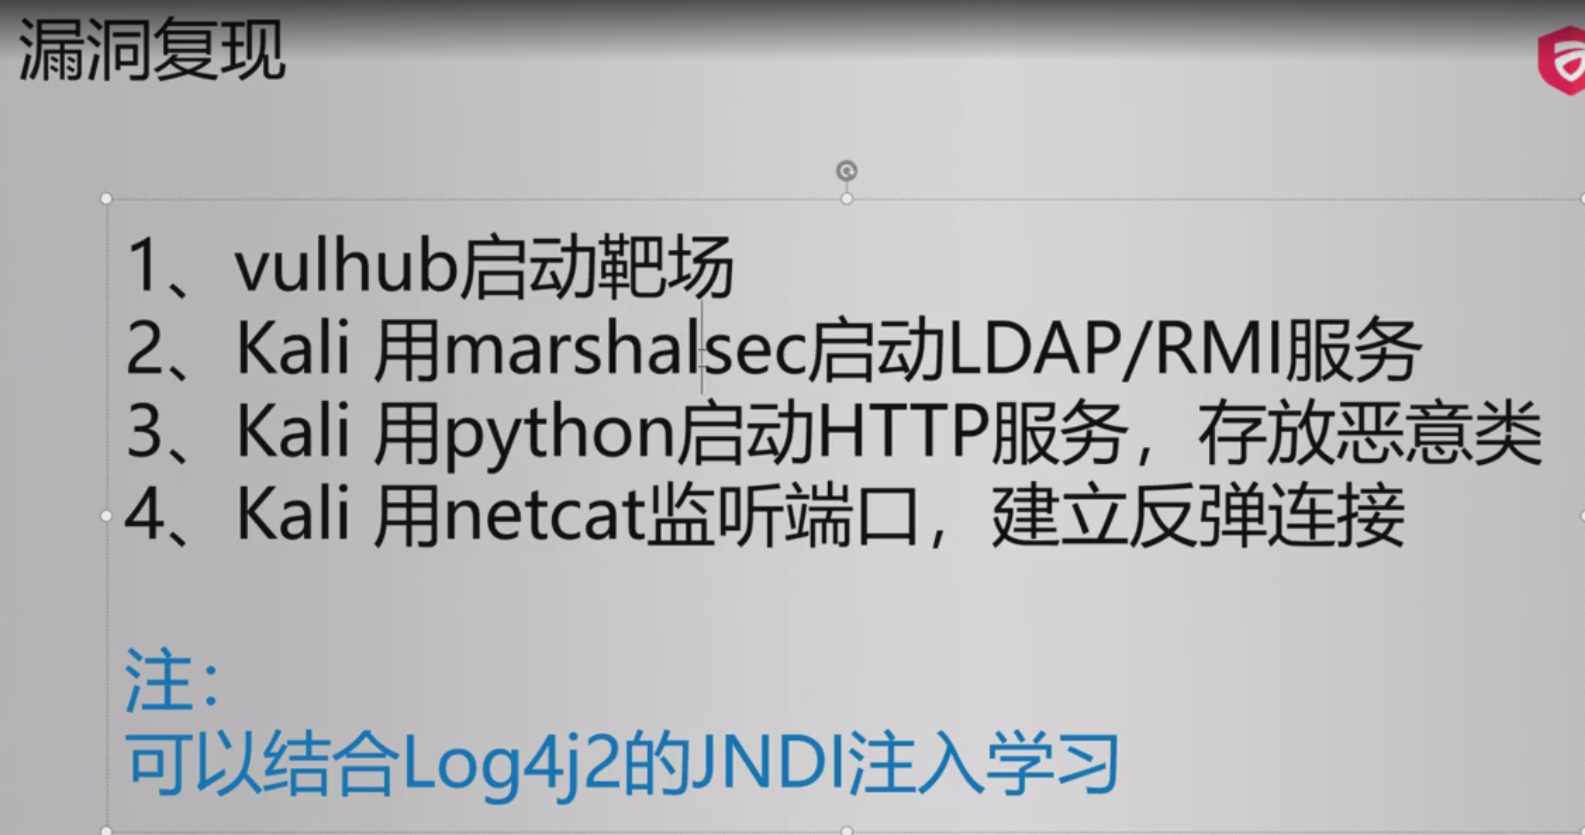 漏洞复现
1、vulhub启动靶场
2、Kali 用marshalsec启动LDAP/RMI服务
3、Kali 用python启动HTTP服务，存放恶意类
4、Kali 用netcat监听端口，建立反弹连接
注：
可以结合Log4j2的JNDI注入学习